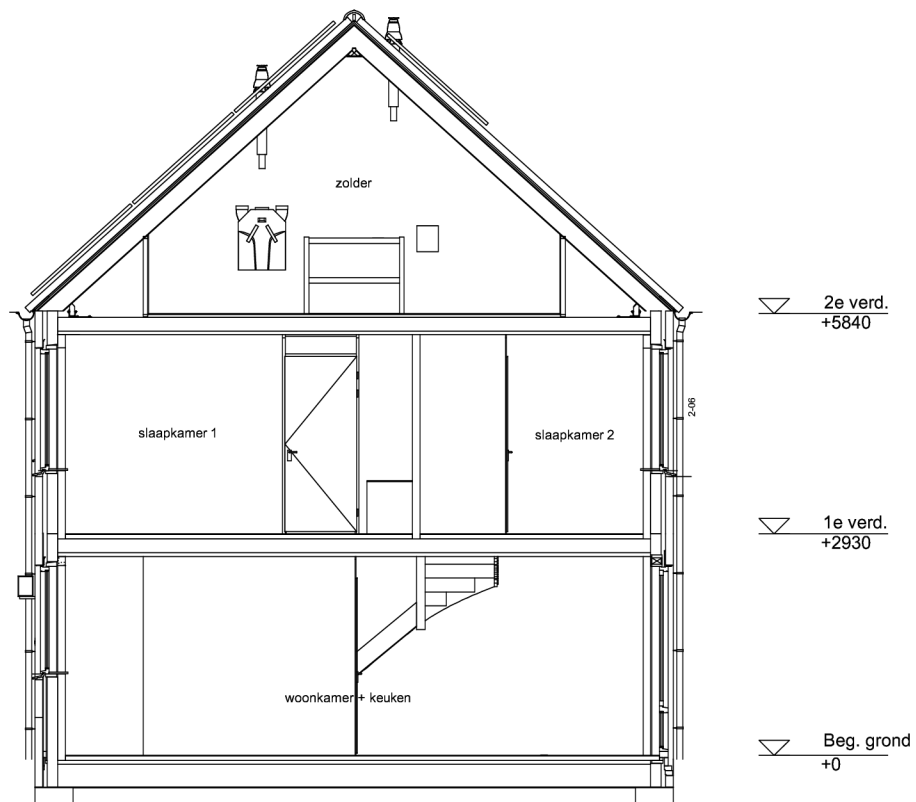 zolder
2e verd.
+5840
slaapkamer 1
slaapkamer 2
2-06
1e verd.
+2930
woonkamer + keuken
Beg. grond
+0